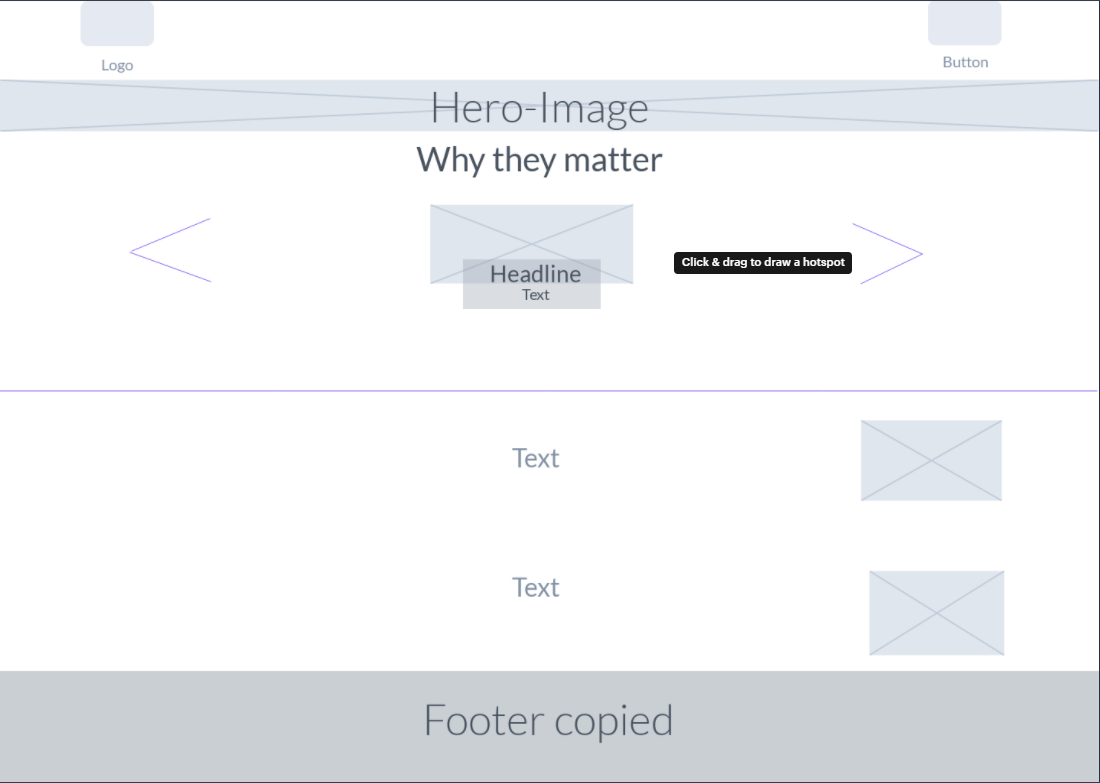 Logo
Button
Hero-Image
Why they matter
Click & drag to draw a hotspot
Headline
Text
Text
Text
Footer copied